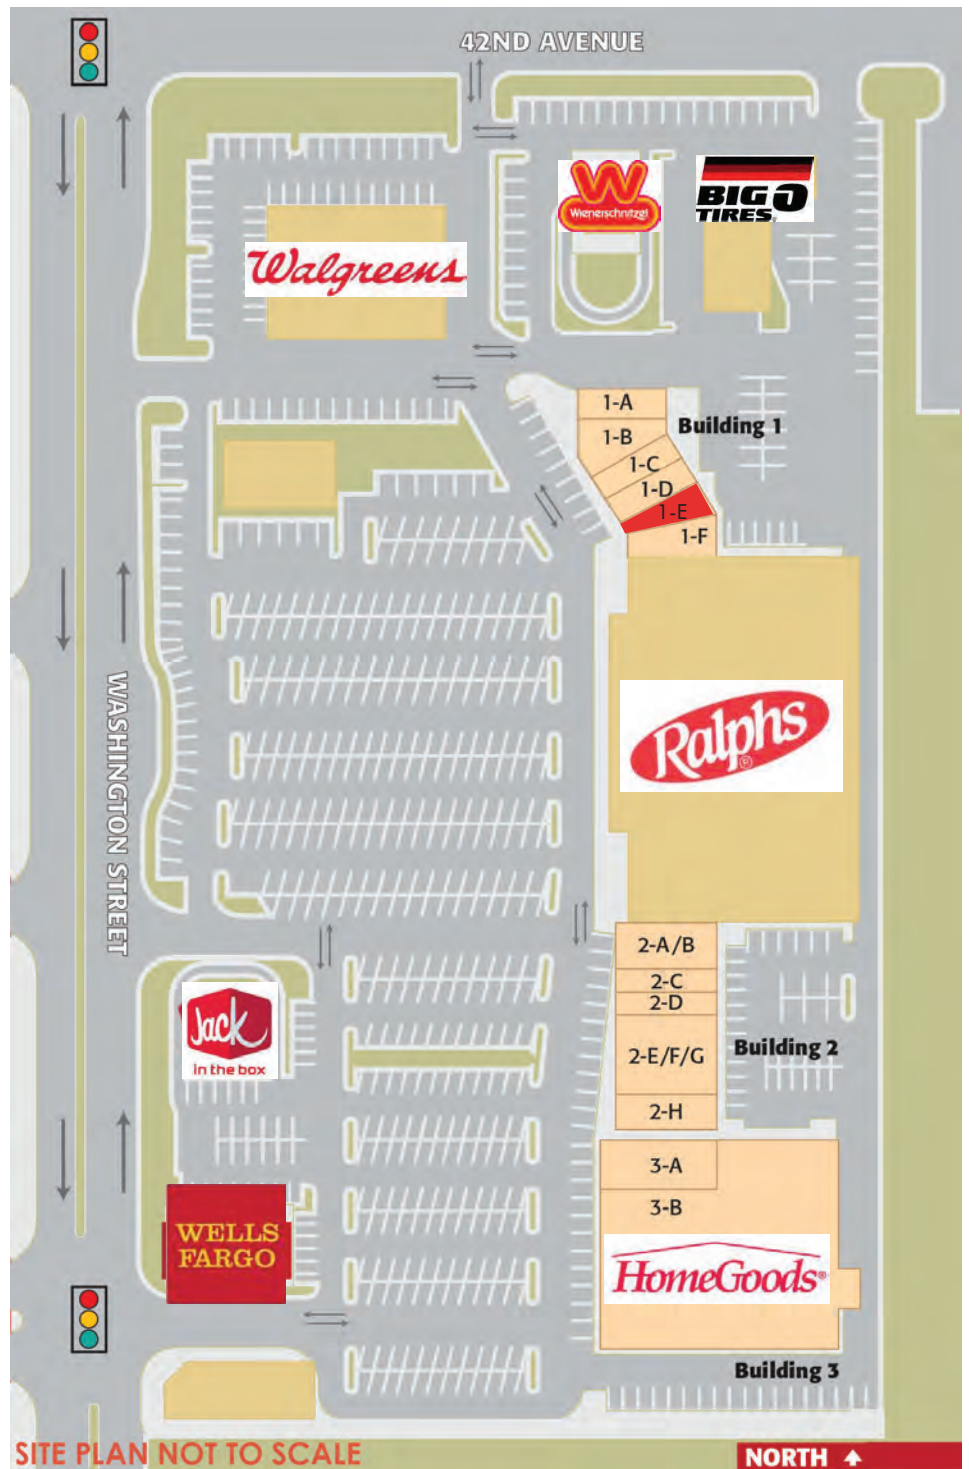 42ND AVENUE
W
Wienerschnitzel
BIG O
TIRES
Walgreens
1-A
Building 1
1-B
1-C
1-D
1-E
1-F
WASHINGTON STREET
Ralphs
®
2-A/B
2-C
2-D
Jack
in the box
2-E/F/G
Building 2
2-H
3-A
3-B
WELLS
FARGO
HomeGoods®
Building 3
SITE PLAN NOT TO SCALE
NORTH